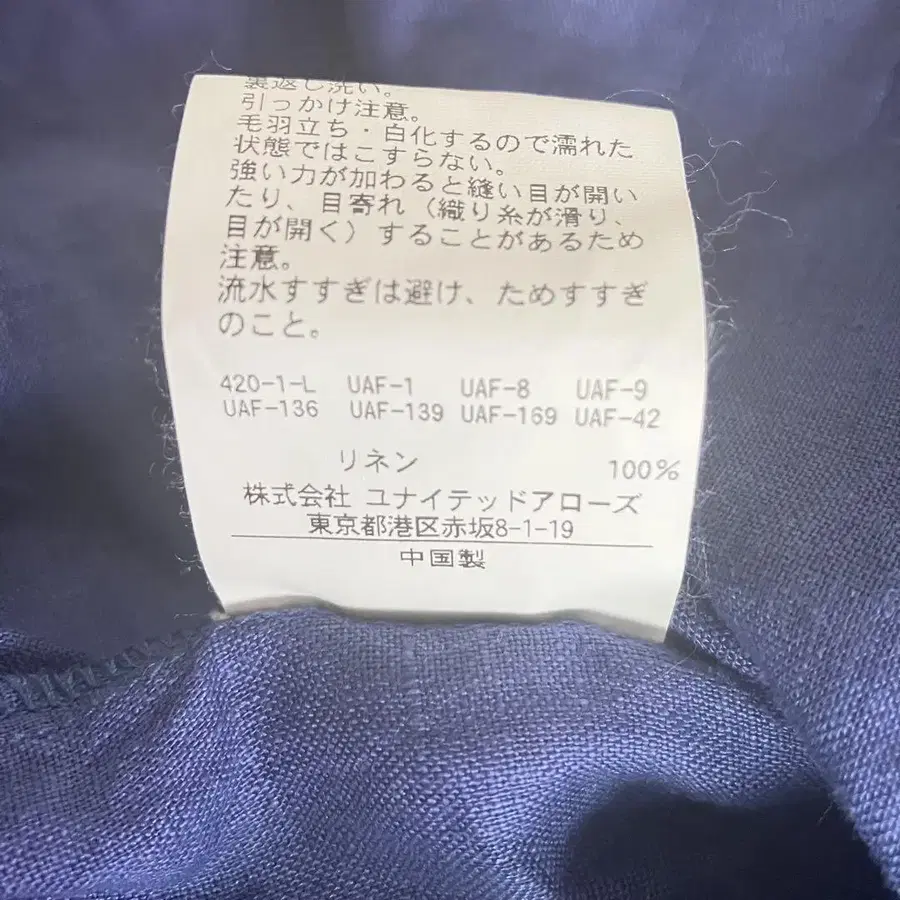 裏返し洗い。
引っかけ注意。
毛羽立ち・白化するので濡れた
状態ではこすらない。
強い力が加わると縫い目が開い
たり、目寄れ（織り糸が滑り、
目が開く）することがあるため
注意。
流水すすぎは避け、ためすすぎ
のこと。
420-1-L UAF-1 UAF-8 UAF-9
UAF-136 UAF-139 UAF-169 UAF-42
リネン 100%
株式会社 ユナイテッドアローズ
東京都港区赤坂8-1-19
中国製